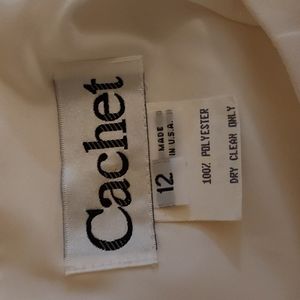 Cachet
12
MADE
IN U.S.A.
100% POLYESTER
DRY CLEAN ONLY